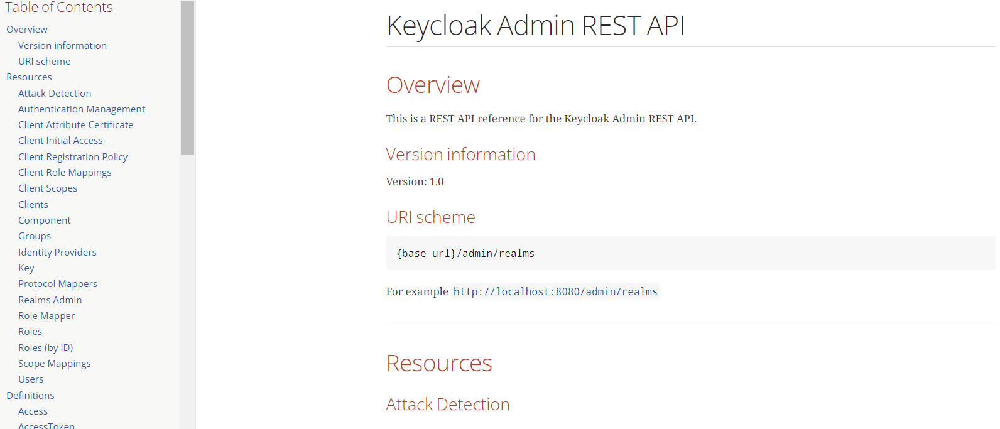 Table of Contents
Overview
Version information
URI scheme
Resources
Attack Detection
Authentication Management
Client Attribute Certificate
Client Initial Access
Client Registration Policy
Client Role Mappings
Client Scopes
Clients
Component
Groups
Identity Providers
Key
Protocol Mappers
Realms Admin
Role Mapper
Roles
Roles (by ID)
Scope Mappings
Users
Definitions
Access
AccessToken
Keycloak Admin REST API
Overview
This is a REST API reference for the Keycloak Admin REST API.
Version information
Version: 1.0
URI scheme
{base url}/admin/realms
For example http://localhost:8080/admin/realms
Resources
Attack Detection